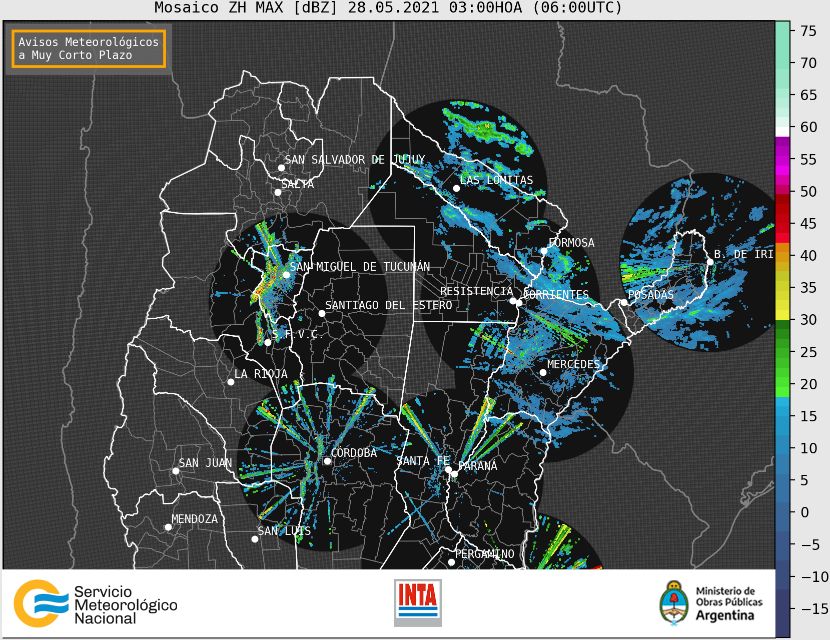 Mosaico ZH MAX [dBZ] 28.05.2021 03:00HOA (06:00UTC)
Avisos Meteorológicos
a Muy Corto Plazo
75
70
65
60
55
50
45
40
35
30
25
20
15
10
5
0
−5
−10
−15
SAN SALVADOR DE JUJUY
SALTA
LAS LOMITAS
FORMOSA
B. DE IRI
SAN MIGUEL DE TUCUMÁN
RESISTENCIA
CORRIENTES
POSADAS
SANTIAGO DEL ESTERO
S.F.V.C
MERCEDES
LA RIOJA
CÓRDOBA
SANTA FE
PARANÁ
SAN JUAN
MENDOZA
SAN LUIS
PERGAMINO
Servicio
Meteorológico
Nacional
INTA
Ministerio de
Obras Públicas
Argentina